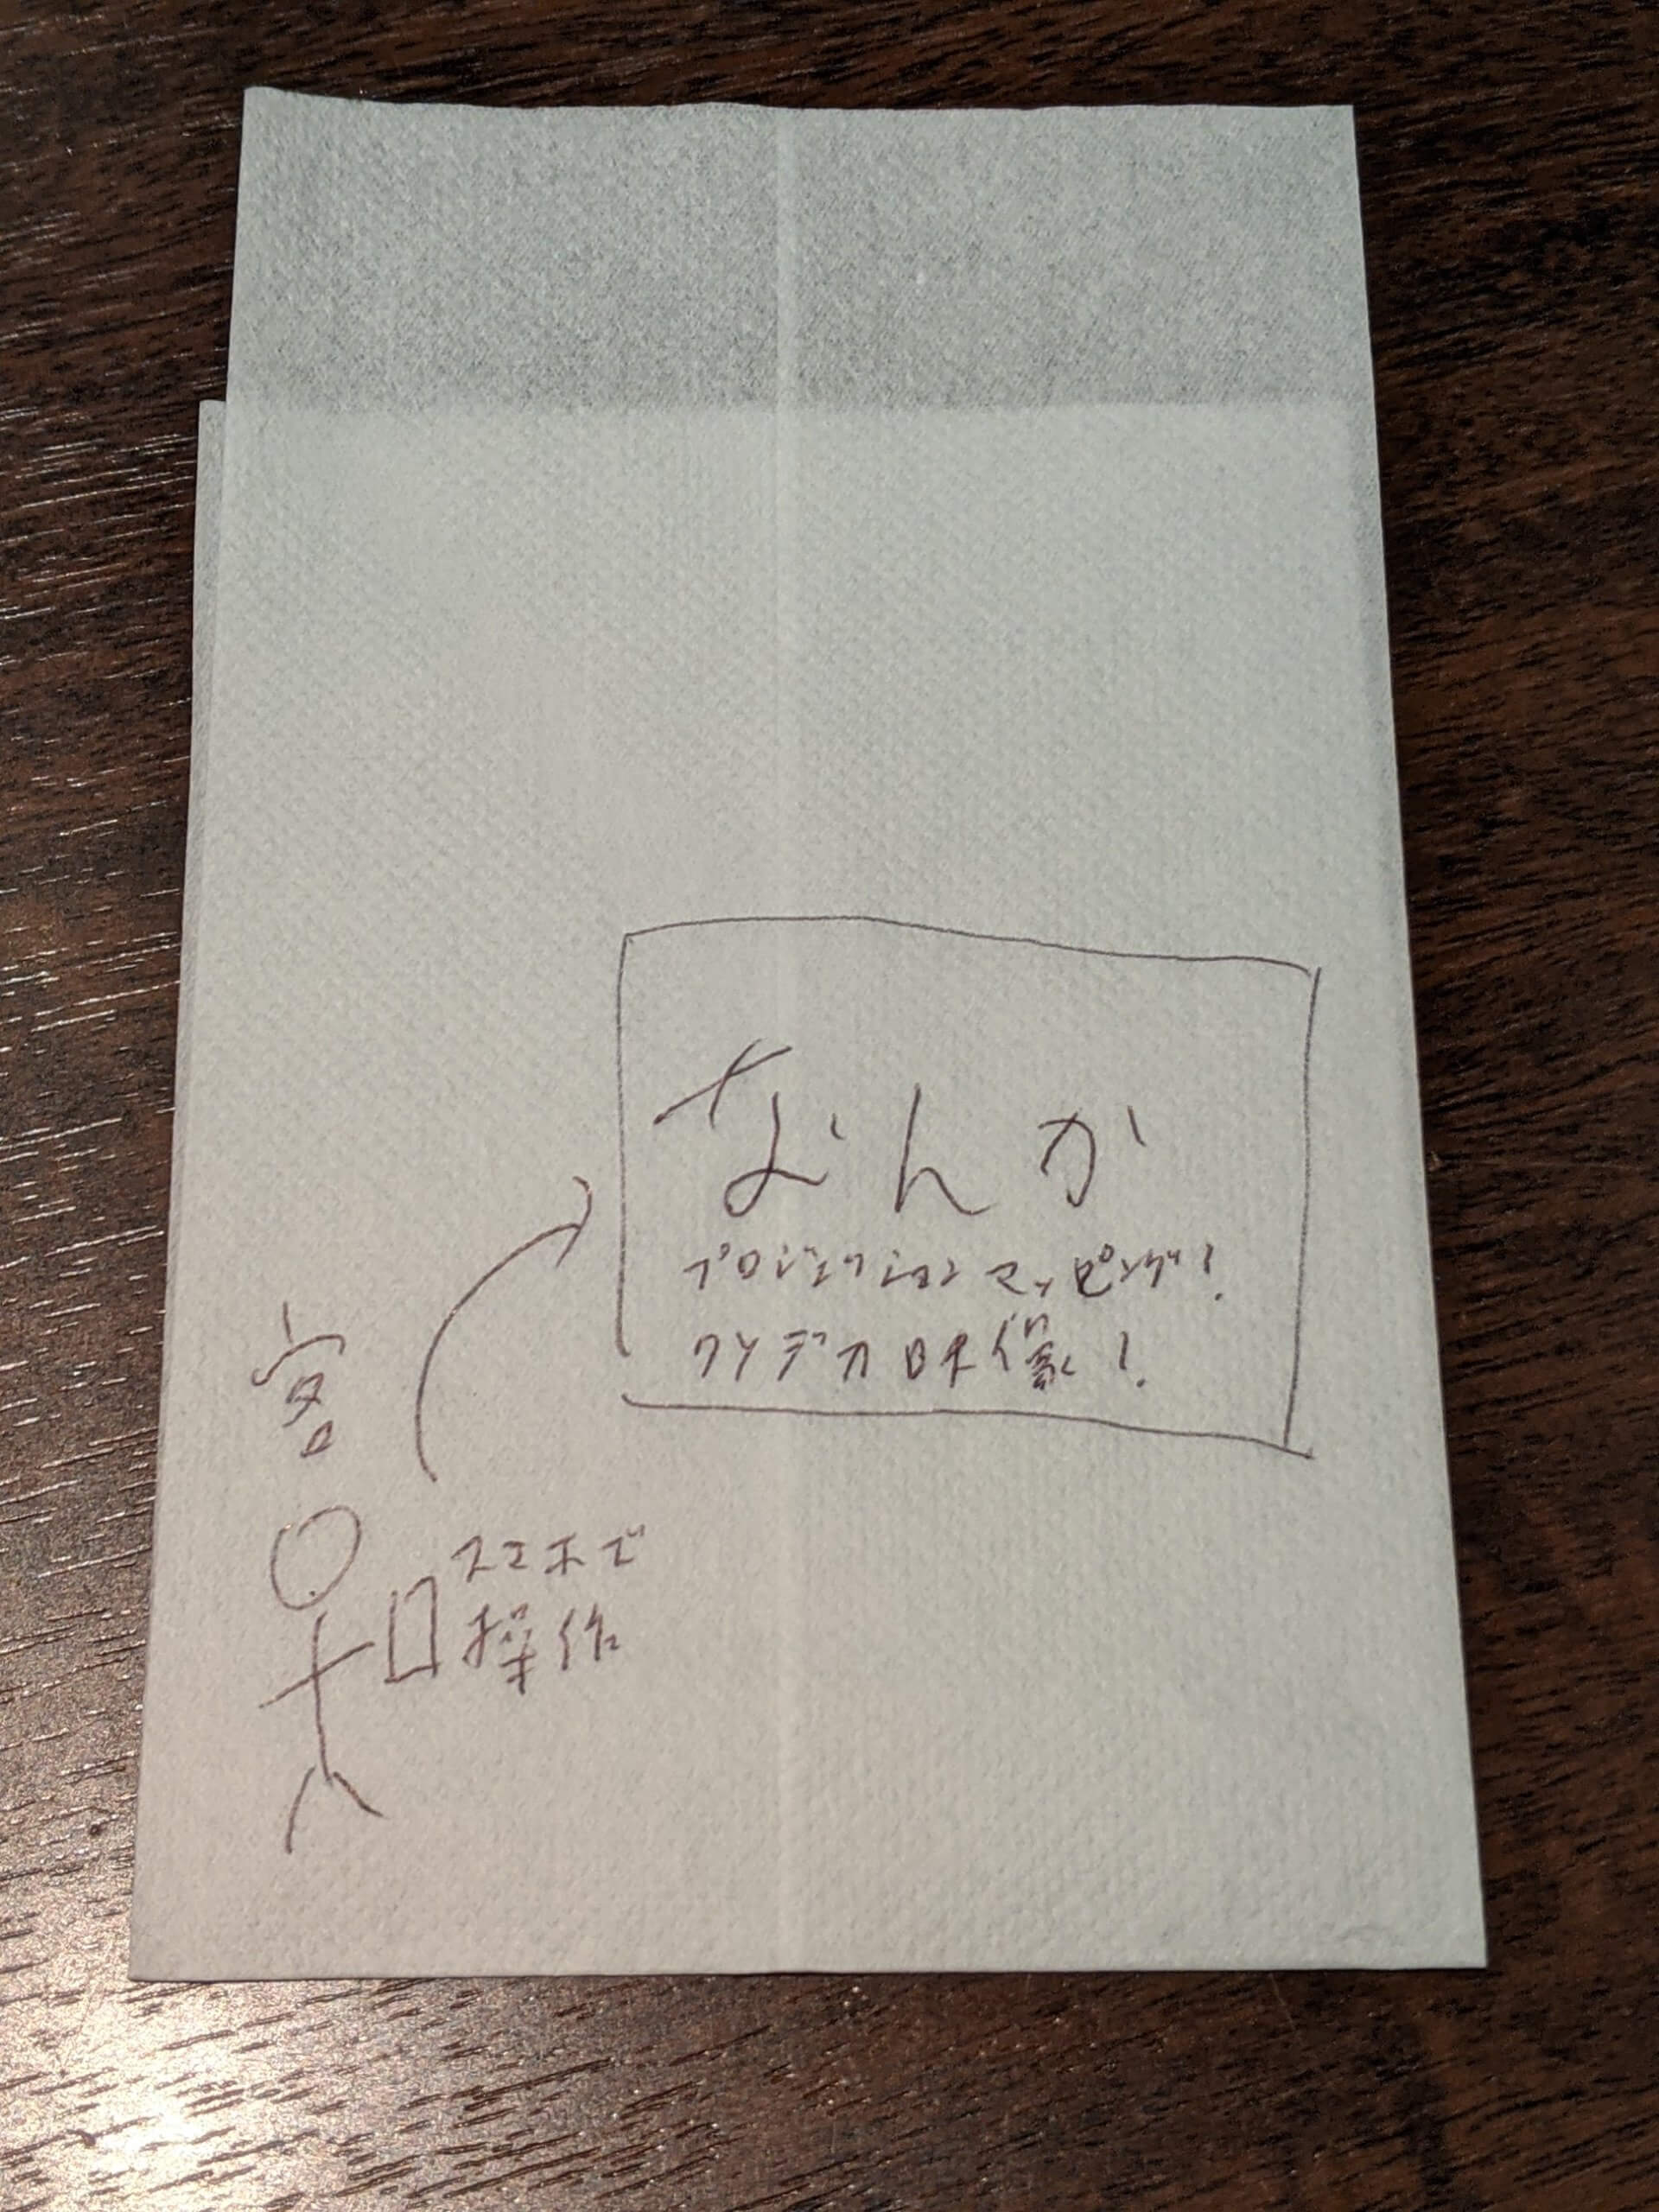 なんか
プロジェクションマッピング!
クソデカ映像!
客
スマホで
操作